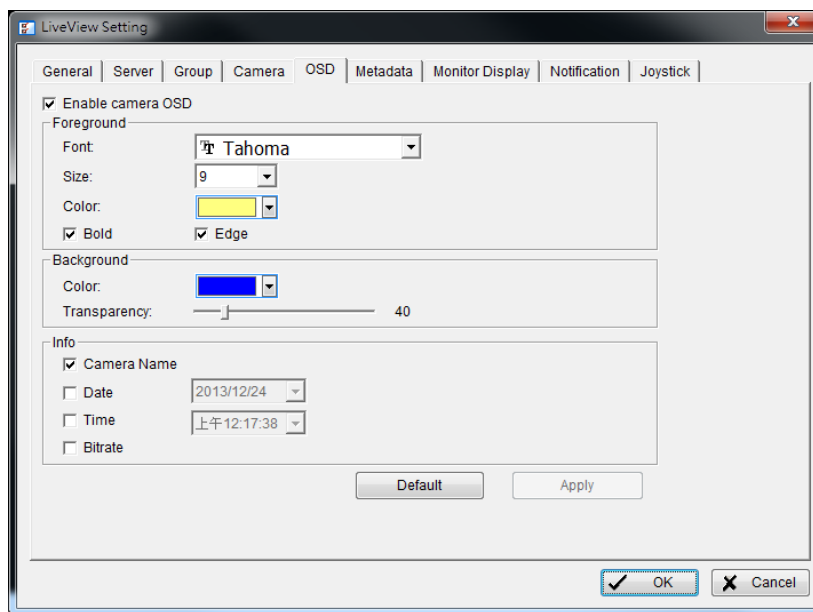 LiveView Setting
General Server Group Camera OSD Metadata Monitor Display Notification Joystick
Enable camera OSD
Foreground
Font: Tahoma
Size: 9
Color:
Bold Edge
Background
Color:
Transparency: 40
Info
Camera Name
Date 2013/12/24
Time 上午12:17:38
Bitrate
Default Apply
OK Cancel